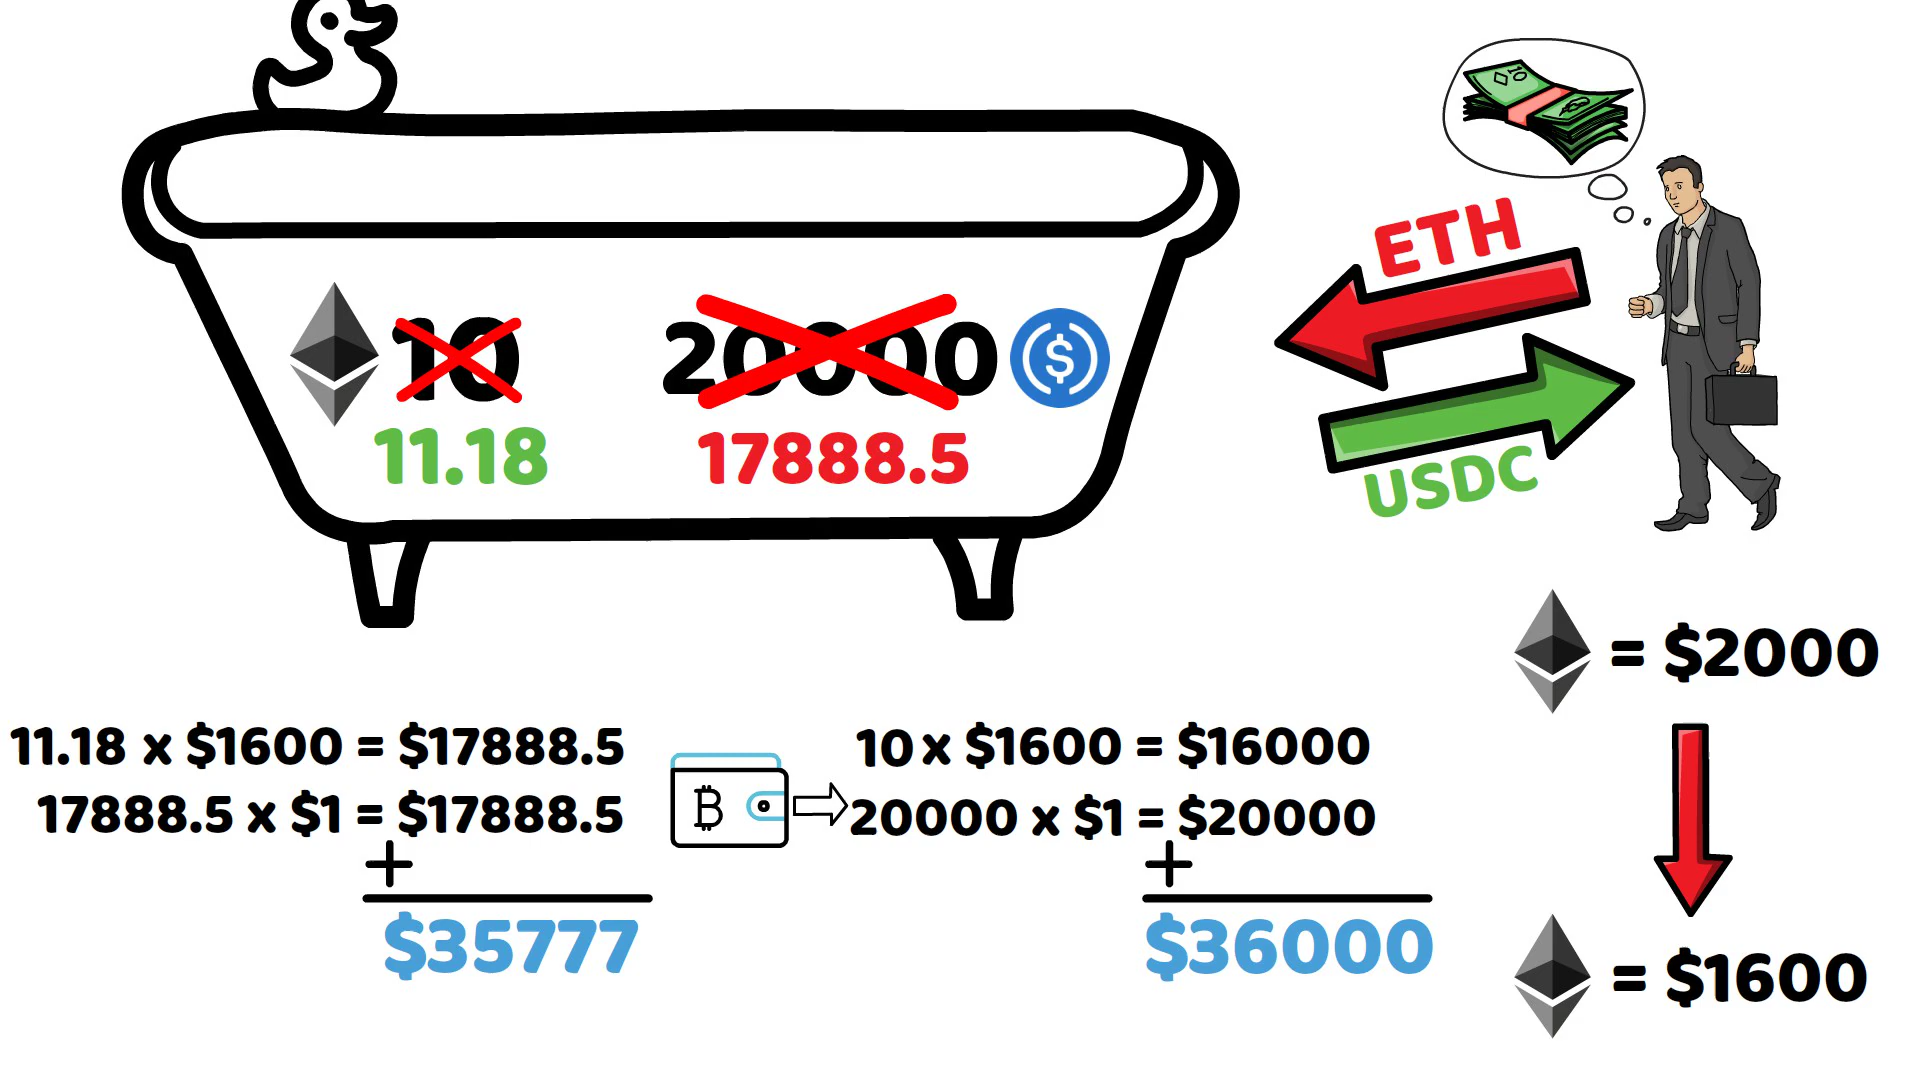 10
ETH
10 20000 $
11.18 17888.5
USDC
= $2000
11.18 x $1600 = $17888.5
17888.5 x $1 = $17888.5
+
$35777
B
10 x $1600 = $16000
20000 x $1 = $20000
+
$36000
= $1600